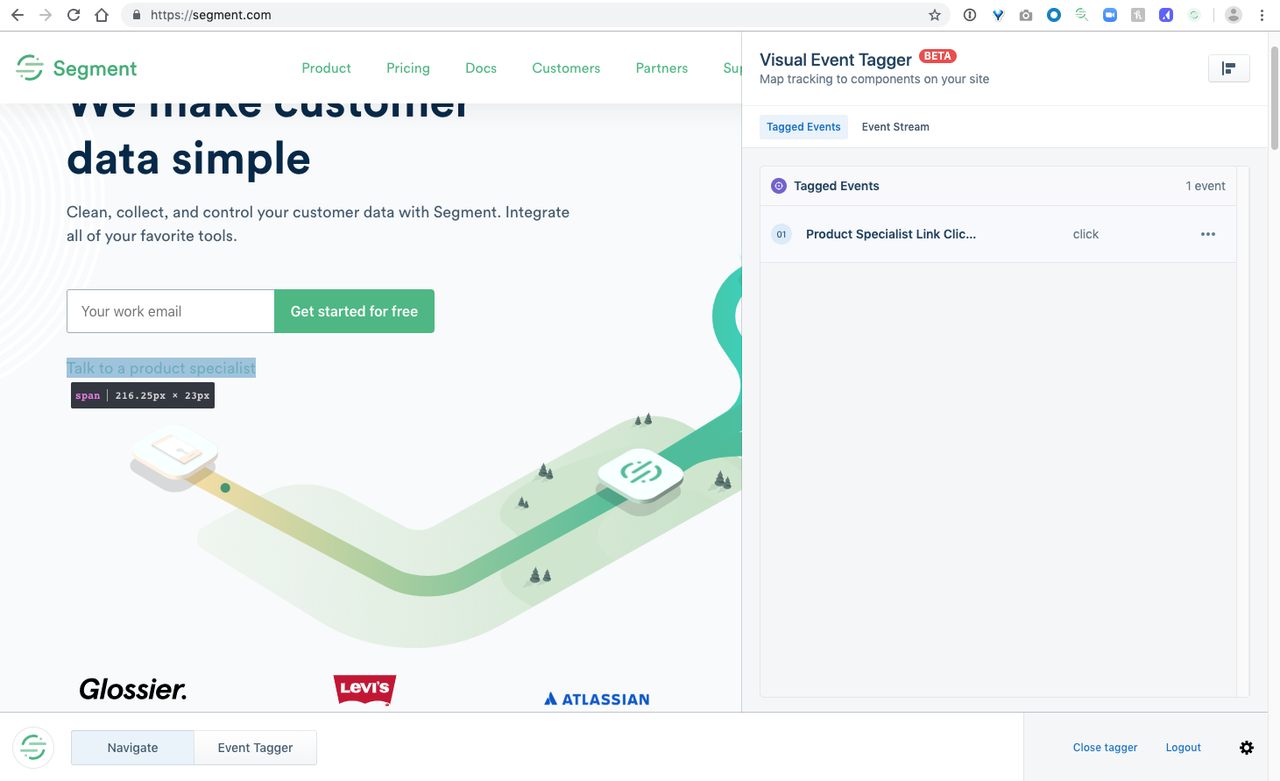 https://segment.com
Segment
Product
Pricing
Docs
Customers
Partners
We make customer
data simple
Clean, collect, and control your customer data with Segment. Integrate
all of your favorite tools.
Your work email
Get started for free
Talk to a product specialist
span | 216.25px × 23px
Glossier.
LEVI'S
ATLASSIAN
Visual Event Tagger BETA
Map tracking to components on your site
Tagged Events
Event Stream
Tagged Events
1 event
01
Product Specialist Link Clic...
click
Navigate
Event Tagger
Close tagger
Logout